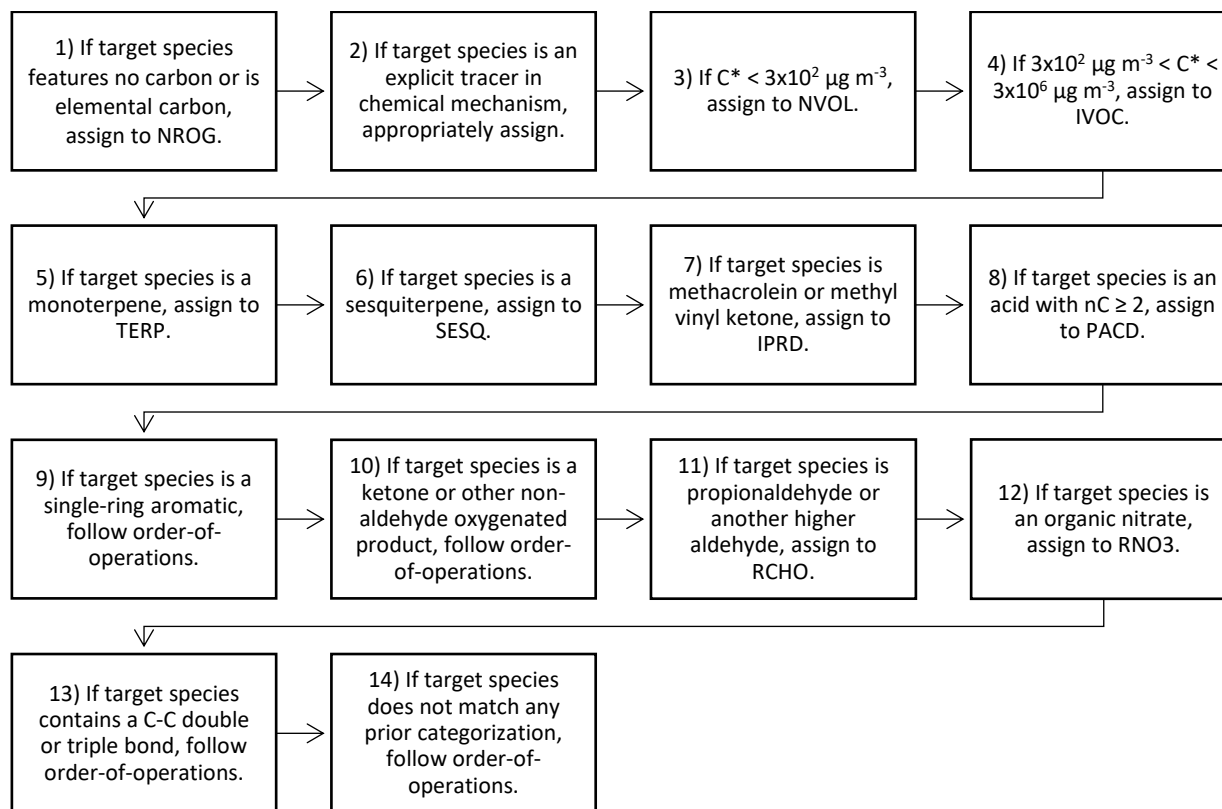 1) If target species
features no carbon or is
elemental carbon,
assign to NROG.
2) If target species is an
explicit tracer in
chemical mechanism,
appropriately assign.
3) If C* < 3x10² µg m⁻³,
assign to NVOL.
4) If 3x10² µg m⁻³ < C* <
3x10⁶ µg m⁻³, assign to
IVOC.
5) If target species is a
monoterpene, assign to
TERP.
6) If target species is a
sesquiterpene, assign to
SESQ.
7) If target species is
methacrolein or methyl
vinyl ketone, assign to
IPRD.
8) If target species is an
acid with nC ≥ 2, assign
to PACD.
9) If target species is a
single-ring aromatic,
follow order-of-
operations.
10) If target species is a
ketone or other non-
aldehyde oxygenated
product, follow order-
of-operations.
11) If target species is
propionaldehyde or
another higher
aldehyde, assign to
RCHO.
12) If target species is
an organic nitrate,
assign to RNO3.
13) If target species
contains a C-C double
or triple bond, follow
order-of-operations.
14) If target species
does not match any
prior categorization,
follow order-of-
operations.